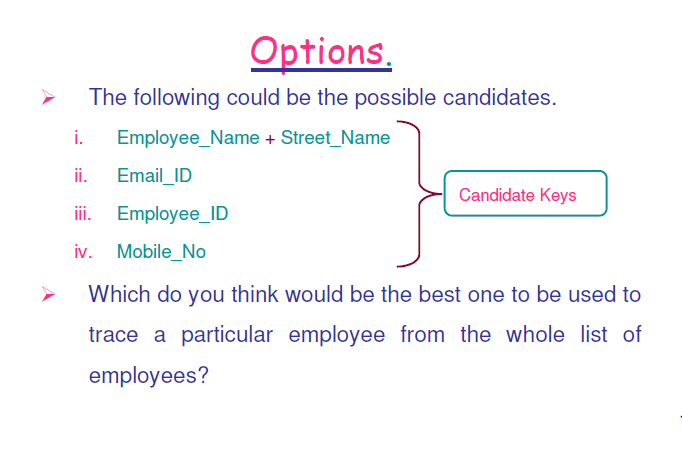 Options.
The following could be the possible candidates.
i. Employee_Name + Street_Name
ii. Email_ID
iii. Employee_ID
iv. Mobile_No
Candidate Keys
Which do you think would be the best one to be used to
trace a particular employee from the whole list of
employees?